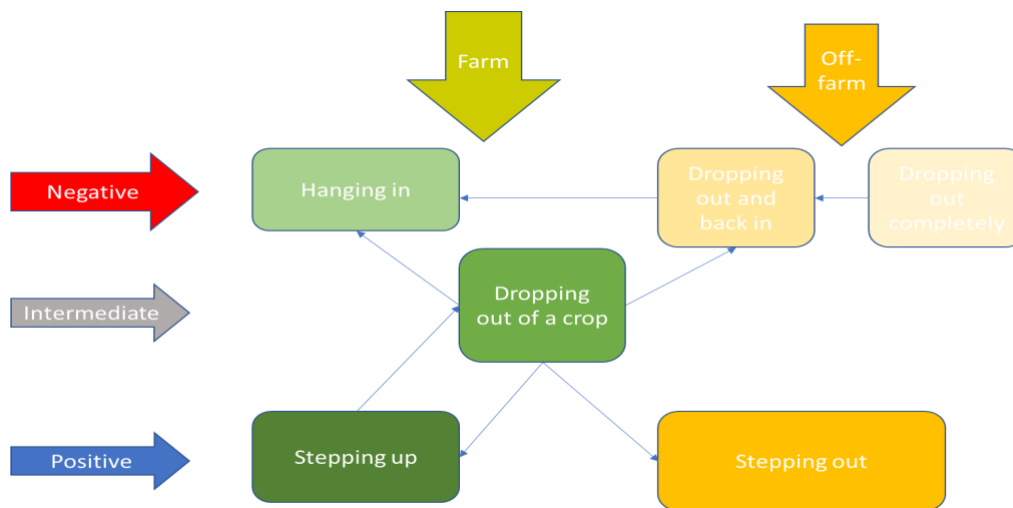 Farm
Off-
farm
Negative
Hanging in
Dropping
out and
back in
Dropping
out
completely
Intermediate
Dropping
out of a crop
Positive
Stepping up
Stepping out